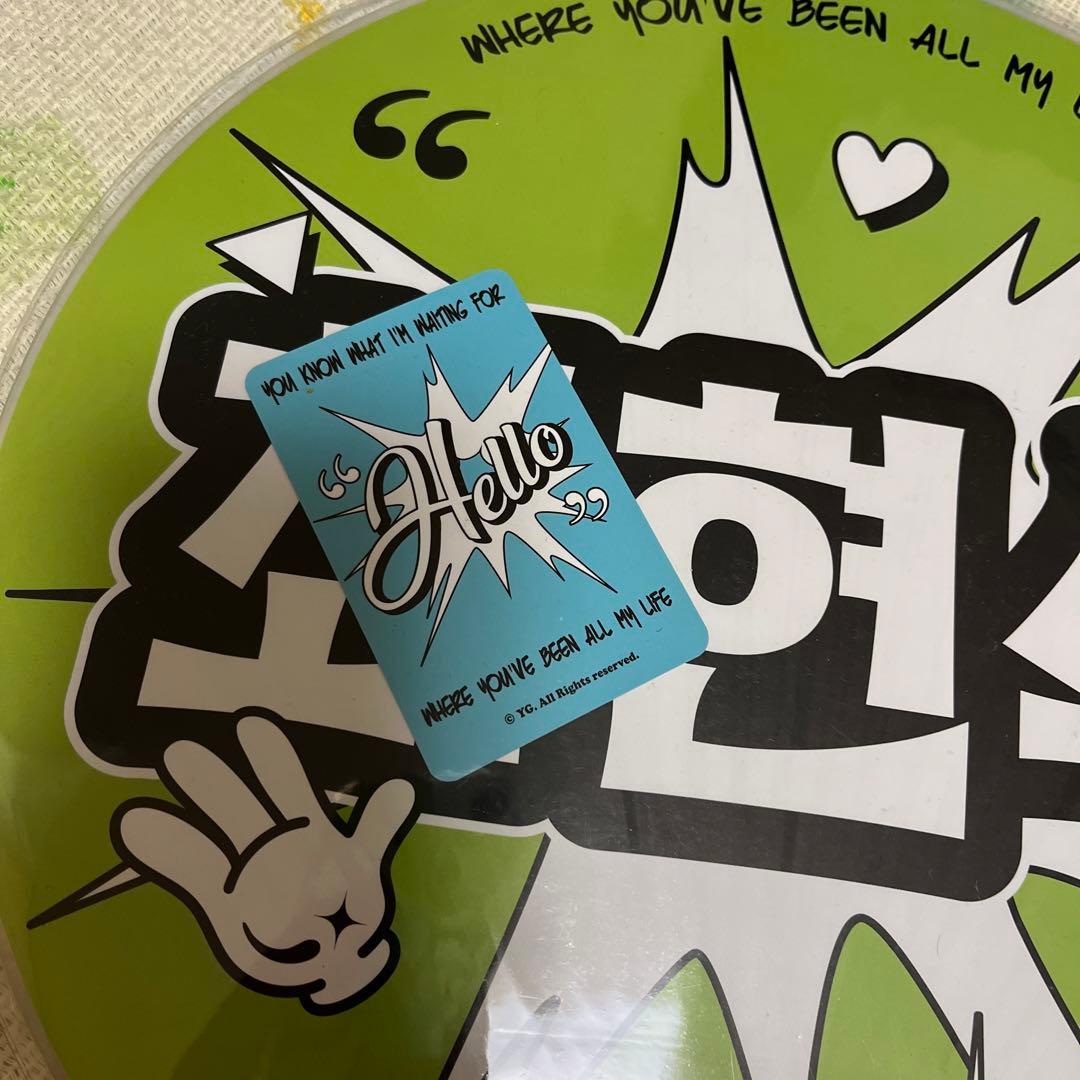 WHERE YOU'VE BEEN ALL MY
“
YOU KNOW WHAT I'M WAITING FOR
“Hello”
WHERE YOU'VE BEEN ALL MY LIFE
© YG. All Rights reserved.
현